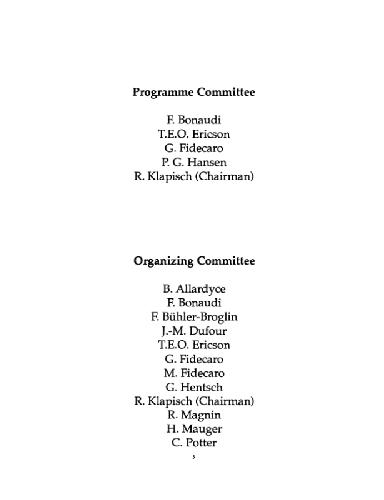 Programme Committee
F. Bonaudi
T.E.O. Ericson
G. Fidecaro
P. G. Hansen
R. Klapisch (Chairman)
Organizing Committee
B. Allardyce
F. Bonaudi
F. Bühler-Broglin
J.-M. Dufour
T.E.O. Ericson
G. Fidecaro
M. Fidecaro
G. Hentsch
R. Klapisch (Chairman)
R. Magnin
H. Mauger
C. Potter